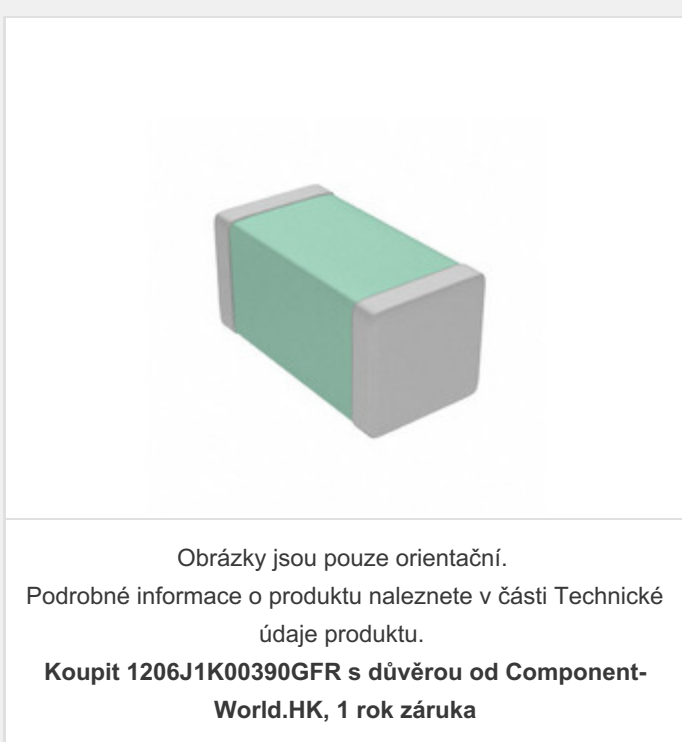 Obrázky jsou pouze orientační.
Podrobné informace o produktu naleznete v části Technické
údaje produktu.
Koupit 1206J1K00390GFR s důvěrou od Component-
World.HK, 1 rok záruka